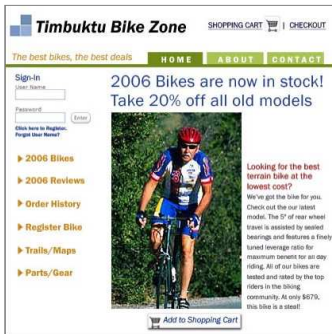 Timbuktu Bike Zone
SHOPPING CART | CHECKOUT
The best bikes, the best deals
HOME
ABOUT
CONTACT
Sign-in
User Name
Password
Enter
Click here to Register.
Forgot User Name?
2006 Bikes
2006 Reviews
Order History
Register Bike
Trails/Maps
Parts/Gear
2006 Bikes are now in stock!
Take 20% off all old models
Looking for the best
terrain bike at the
lowest cost?
We've got the bike for you.
Check out the our latest
model. The 5" of rear wheel
travel is assisted by sealed
bearings and features a finely
tuned leverage ratio for
maximum benefit for all day
riding. All of our bikes are
tested and rated by the top
riders in the biking
community. At only $679,
this bike is a steal!
Add to Shopping Cart